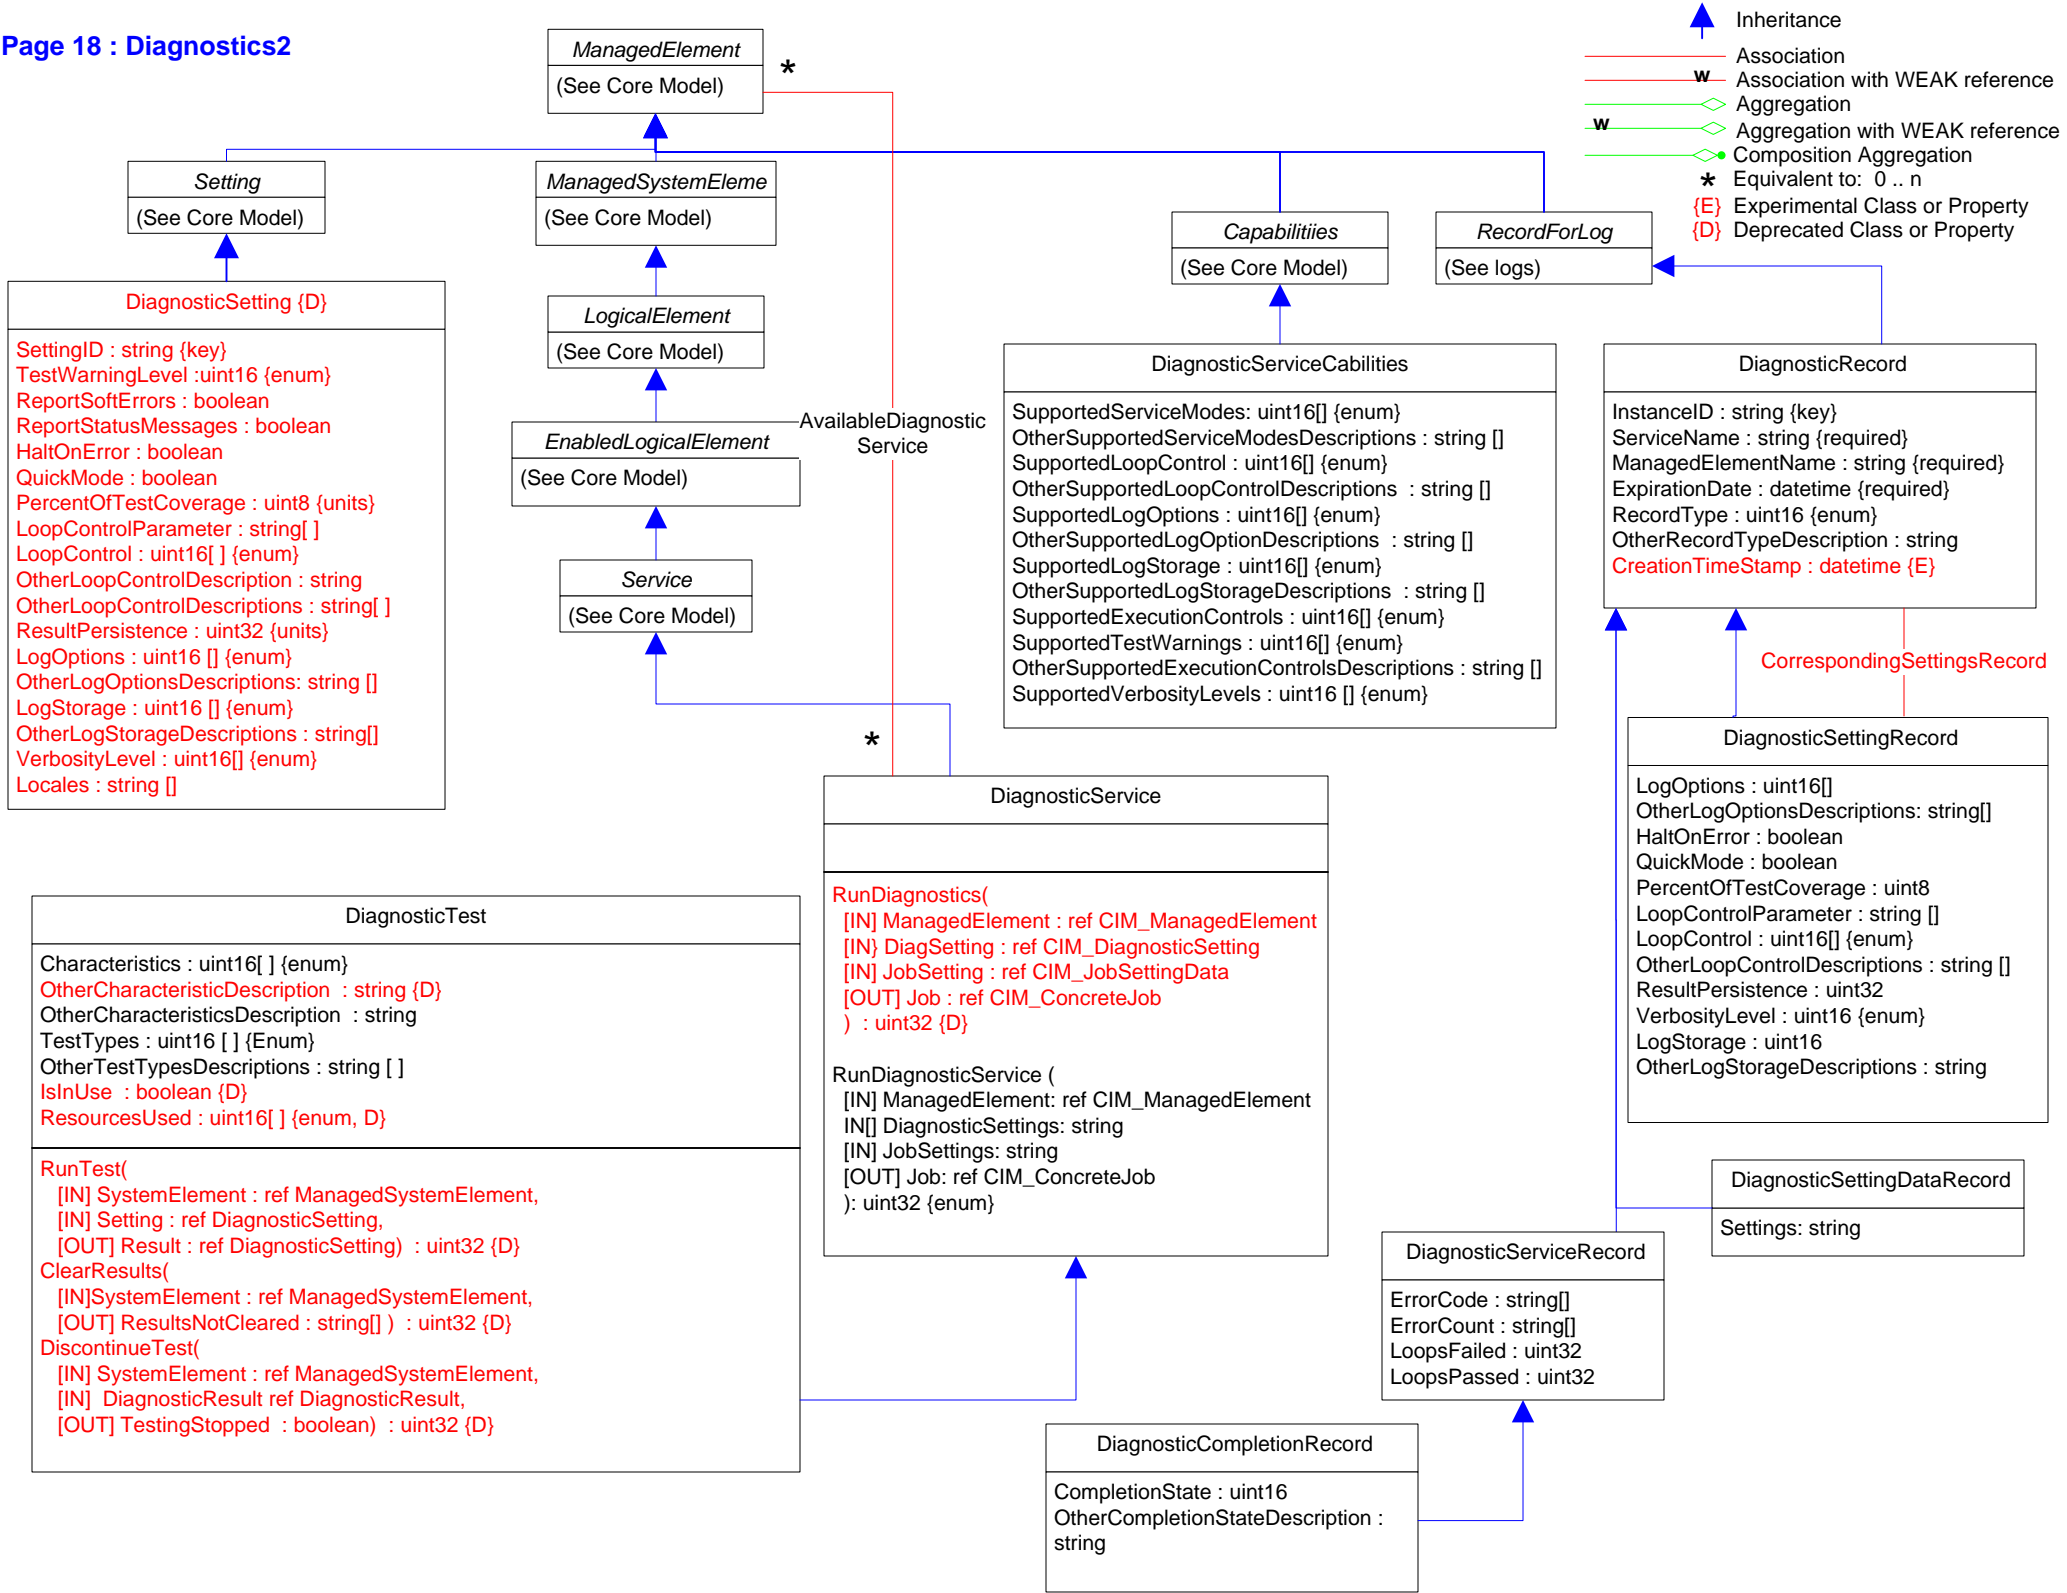 Page 18 : Diagnostics2
Inheritance
Association
w
Association with WEAK reference
Aggregation
w
Aggregation with WEAK reference
Composition Aggregation
* Equivalent to: 0 .. n
{E} Experimental Class or Property
{D} Deprecated Class or Property
ManagedElement
(See Core Model)
*
Setting
(See Core Model)
ManagedSystemEleme
(See Core Model)
Capabilitiies
(See Core Model)
RecordForLog
(See logs)
LogicalElement
(See Core Model)
EnabledLogicalElement
(See Core Model)
Service
(See Core Model)
AvailableDiagnostic
Service
*
DiagnosticSetting {D}
SettingID : string {key}
TestWarningLevel :uint16 {enum}
ReportSoftErrors : boolean
ReportStatusMessages : boolean
HaltOnError : boolean
QuickMode : boolean
PercentOfTestCoverage : uint8 {units}
LoopControlParameter : string[ ]
LoopControl : uint16[ ] {enum}
OtherLoopControlDescription : string
OtherLoopControlDescriptions : string[ ]
ResultPersistence : uint32 {units}
LogOptions : uint16 [] {enum}
OtherLogOptionsDescriptions: string []
LogStorage : uint16 [] {enum}
OtherLogStorageDescriptions : string[]
VerbosityLevel : uint16[] {enum}
Locales : string []
DiagnosticServiceCabilities
SupportedServiceModes: uint16[] {enum}
OtherSupportedServiceModesDescriptions : string []
SupportedLoopControl : uint16[] {enum}
OtherSupportedLoopControlDescriptions : string []
SupportedLogOptions : uint16[] {enum}
OtherSupportedLogOptionDescriptions : string []
SupportedLogStorage : uint16[] {enum}
OtherSupportedLogStorageDescriptions : string []
SupportedExecutionControls : uint16[] {enum}
SupportedTestWarnings : uint16[] {enum}
OtherSupportedExecutionControlsDescriptions : string []
SupportedVerbosityLevels : uint16 [] {enum}
DiagnosticRecord
InstanceID : string {key}
ServiceName : string {required}
ManagedElementName : string {required}
ExpirationDate : datetime {required}
RecordType : uint16 {enum}
OtherRecordTypeDescription : string
CreationTimeStamp : datetime {E}
CorrespondingSettingsRecord
DiagnosticSettingRecord
LogOptions : uint16[]
OtherLogOptionsDescriptions: string[]
HaltOnError : boolean
QuickMode : boolean
PercentOfTestCoverage : uint8
LoopControlParameter : string []
LoopControl : uint16[] {enum}
OtherLoopControlDescriptions : string []
ResultPersistence : uint32
VerbosityLevel : uint16 {enum}
LogStorage : uint16
OtherLogStorageDescriptions : string
DiagnosticService
RunDiagnostics(
[IN] ManagedElement : ref CIM_ManagedElement
[IN} DiagSetting : ref CIM_DiagnosticSetting
[IN] JobSetting : ref CIM_JobSettingData
[OUT] Job : ref CIM_ConcreteJob
) : uint32 {D}
RunDiagnosticService (
[IN] ManagedElement: ref CIM_ManagedElement
IN[] DiagnosticSettings: string
[IN] JobSettings: string
[OUT] Job: ref CIM_ConcreteJob
): uint32 {enum}
DiagnosticTest
Characteristics : uint16[ ] {enum}
OtherCharacteristicDescription : string {D}
OtherCharacteristicsDescription : string
TestTypes : uint16 [ ] {Enum}
OtherTestTypesDescriptions : string [ ]
IsInUse : boolean {D}
ResourcesUsed : uint16[ ] {enum, D}
RunTest(
[IN] SystemElement : ref ManagedSystemElement,
[IN] Setting : ref DiagnosticSetting,
[OUT] Result : ref DiagnosticSetting) : uint32 {D}
ClearResults(
[IN]SystemElement : ref ManagedSystemElement,
[OUT] ResultsNotCleared : string[] ) : uint32 {D}
DiscontinueTest(
[IN] SystemElement : ref ManagedSystemElement,
[IN] DiagnosticResult ref DiagnosticResult,
[OUT] TestingStopped : boolean) : uint32 {D}
DiagnosticSettingDataRecord
Settings: string
DiagnosticServiceRecord
ErrorCode : string[]
ErrorCount : string[]
LoopsFailed : uint32
LoopsPassed : uint32
DiagnosticCompletionRecord
CompletionState : uint16
OtherCompletionStateDescription :
string